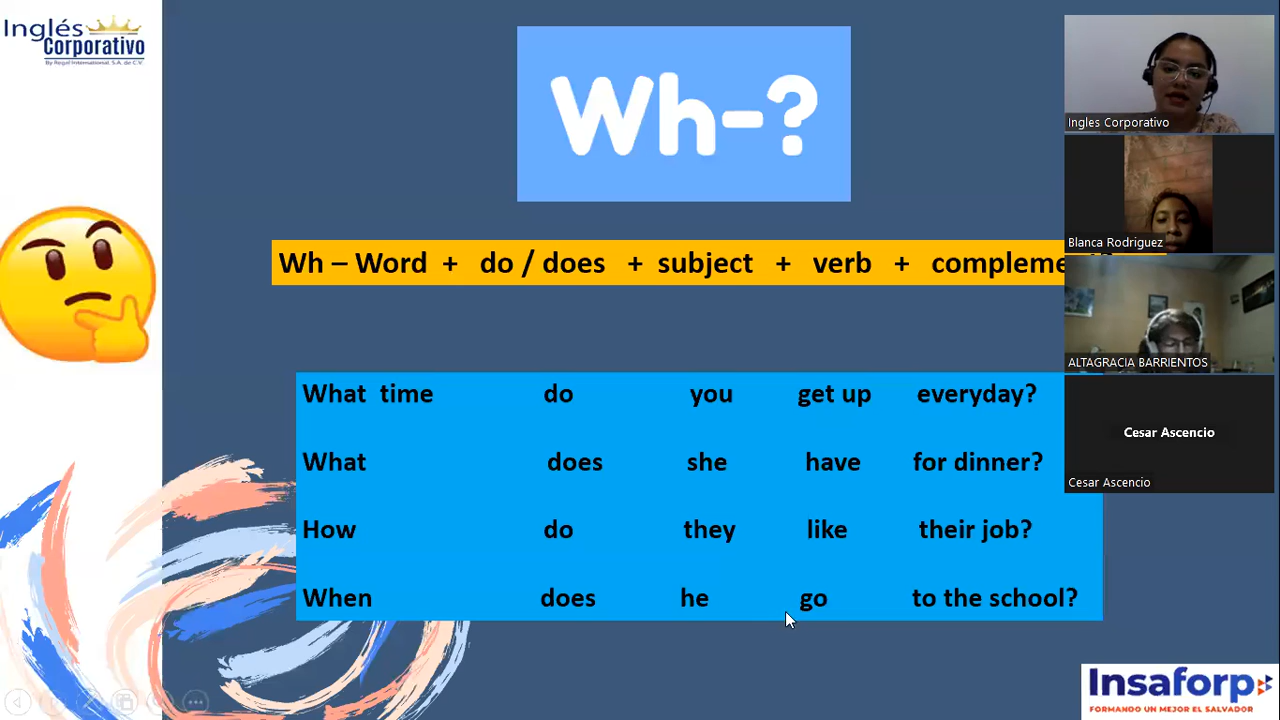 Inglés
Corporativo
By Regal International, S.A. de C.V.
Wh-?
Wh – Word + do / does + subject + verb + compleme
What time do you get up everyday?
What does she have for dinner?
How do they like their job?
When does he go to the school?
Ingles Corporativo
Blanca Rodriguez
ALTAGRACIA BARRIENTOS
Cesar Ascencio
Cesar Ascencio
Insaforp
FORMANDO UN MEJOR EL SALVADOR